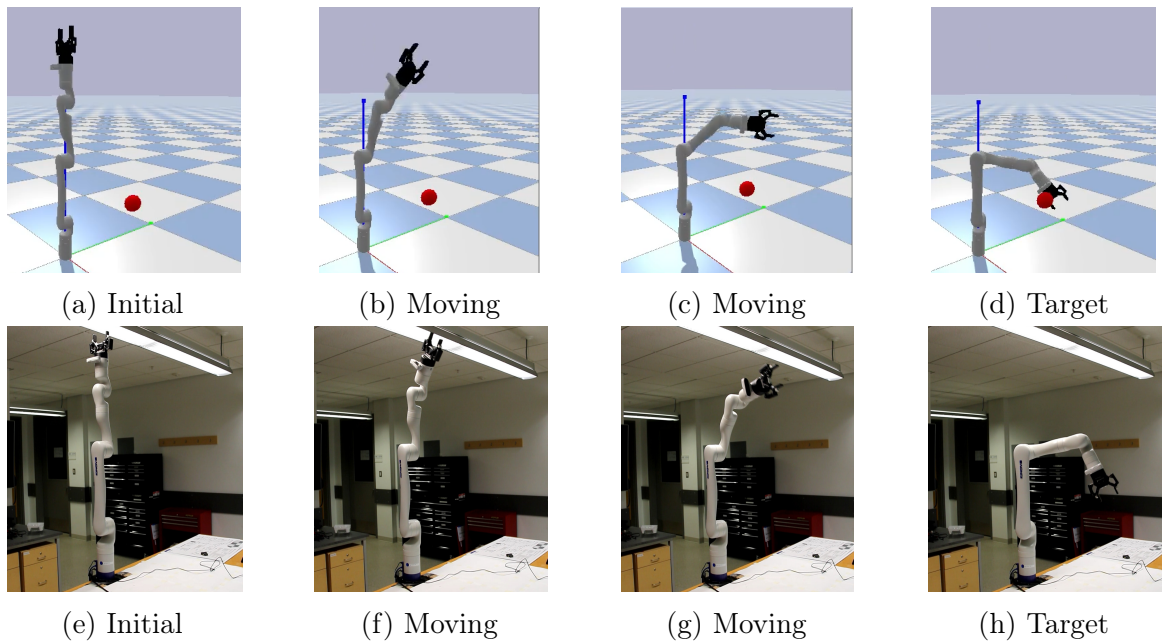 (a) Initial
(b) Moving
(c) Moving
(d) Target
(e) Initial
(f) Moving
(g) Moving
(h) Target